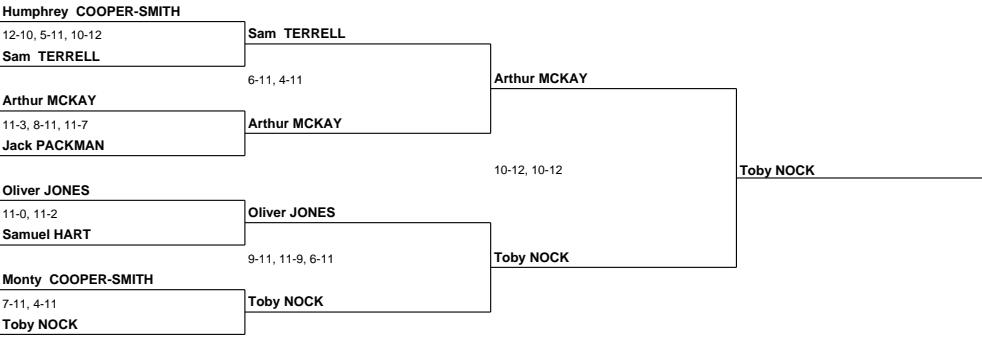 Humphrey COOPER-SMITH
12-10, 5-11, 10-12
Sam TERRELL
Sam TERRELL
6-11, 4-11
Arthur MCKAY
Arthur MCKAY
11-3, 8-11, 11-7
Arthur MCKAY
Jack PACKMAN
10-12, 10-12
Toby NOCK
Oliver JONES
11-0, 11-2
Oliver JONES
Samuel HART
9-11, 11-9, 6-11
Toby NOCK
Monty COOPER-SMITH
7-11, 4-11
Toby NOCK
Toby NOCK